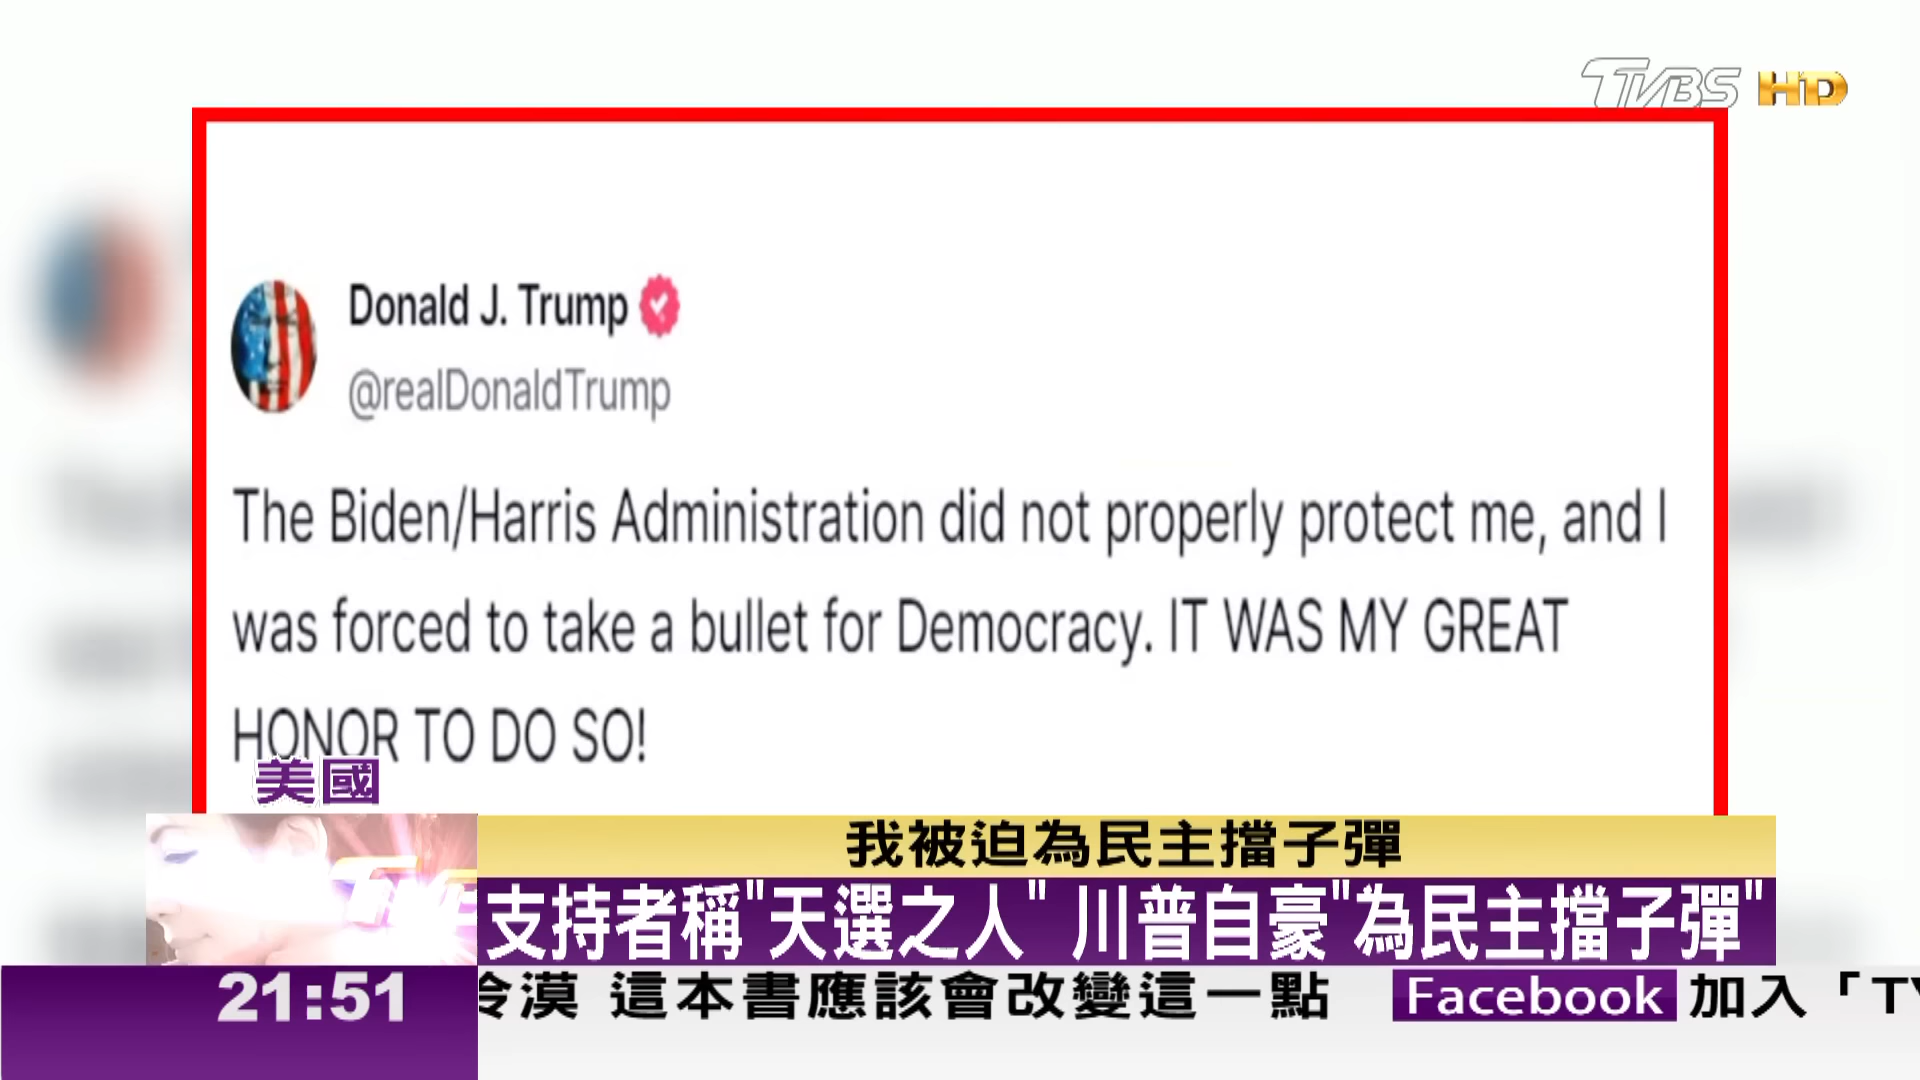 TVBS HD
Donald J. Trump
@realDonaldTrump
The Biden/Harris Administration did not properly protect me, and I
was forced to take a bullet for Democracy. IT WAS MY GREAT
HONOR TO DO SO!
美國
我被迫為民主擋子彈
支持者稱"天選之人" 川普自豪"為民主擋子彈"
21:51
冷漠 這本書應該會改變這一點 Facebook 加入「TV